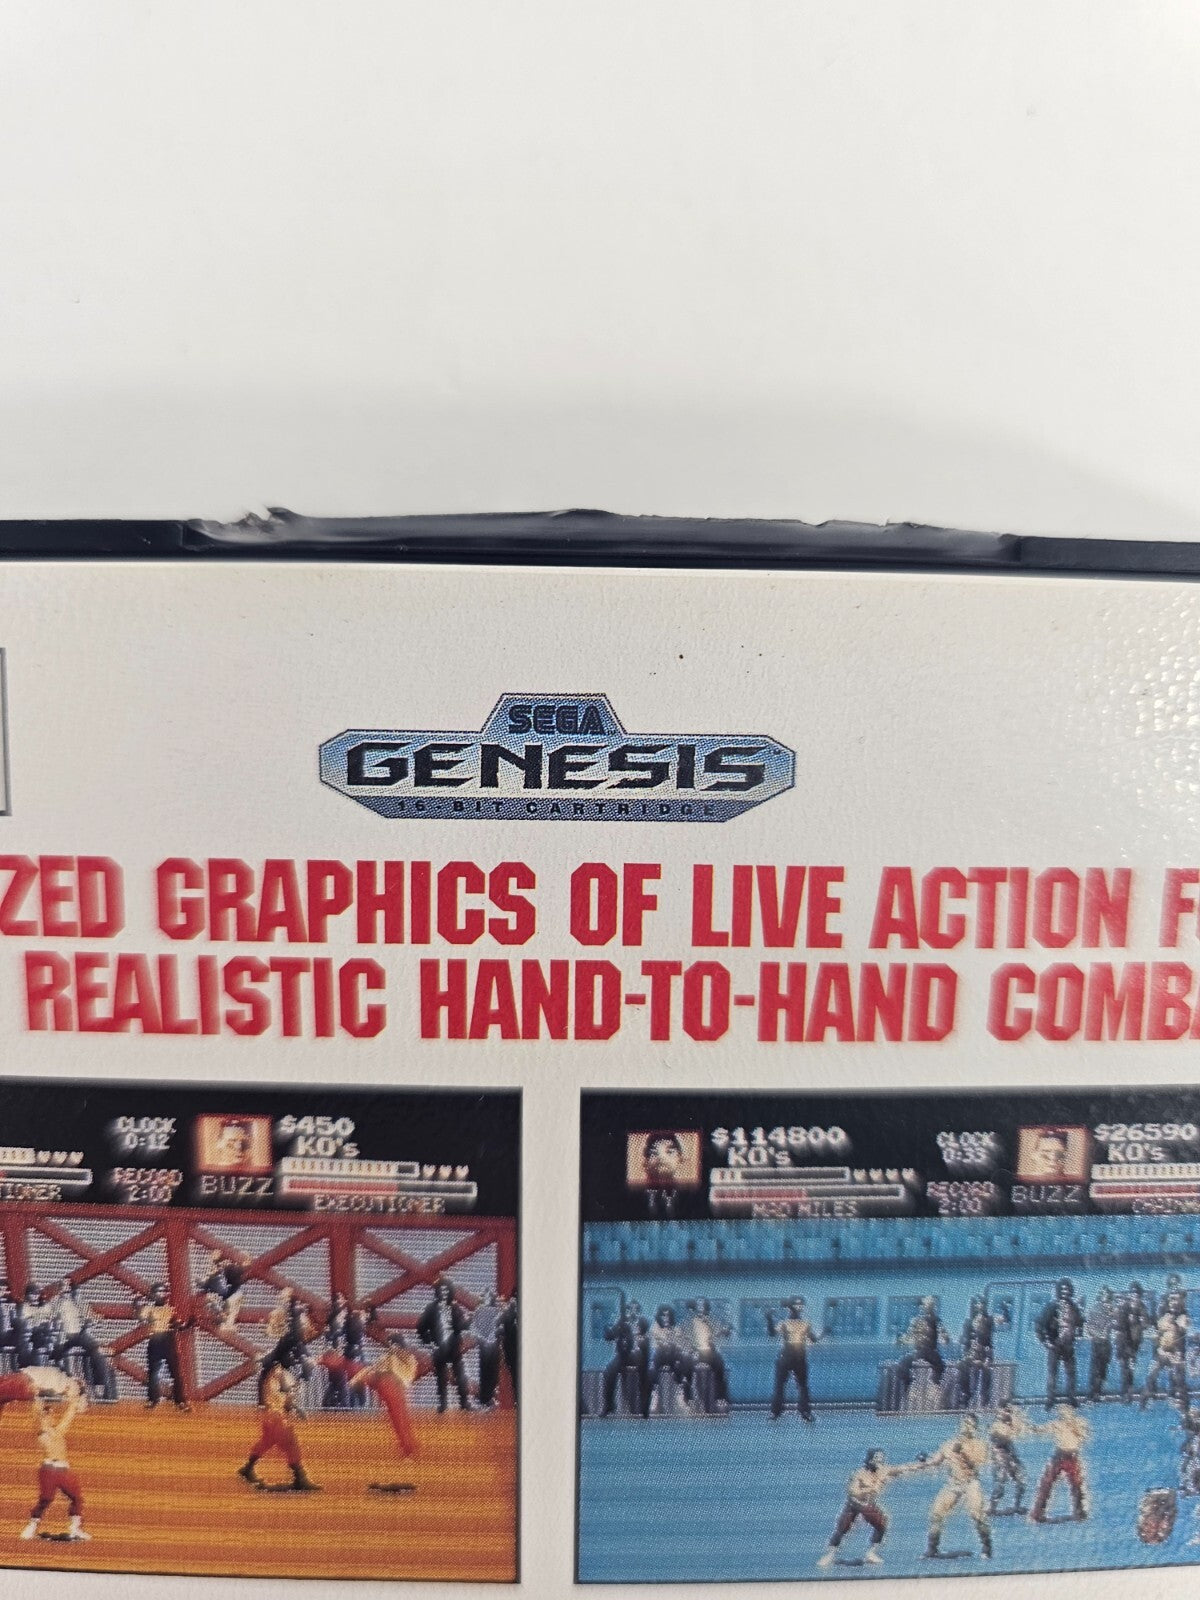 SEGA
GENESIS
16-BIT CARTRIDGE
ZED GRAPHICS OF LIVE ACTION F
REALISTIC HAND-TO-HAND COMBA
CLOCK $450
0:12 KO's
RECORD
2:00 BUZZ
TIONER EXECUTIONER
$114800 CLOCK $26590
KO's 0:33 KO's
TY RECORD BUZZ
MAD MILES 2:00